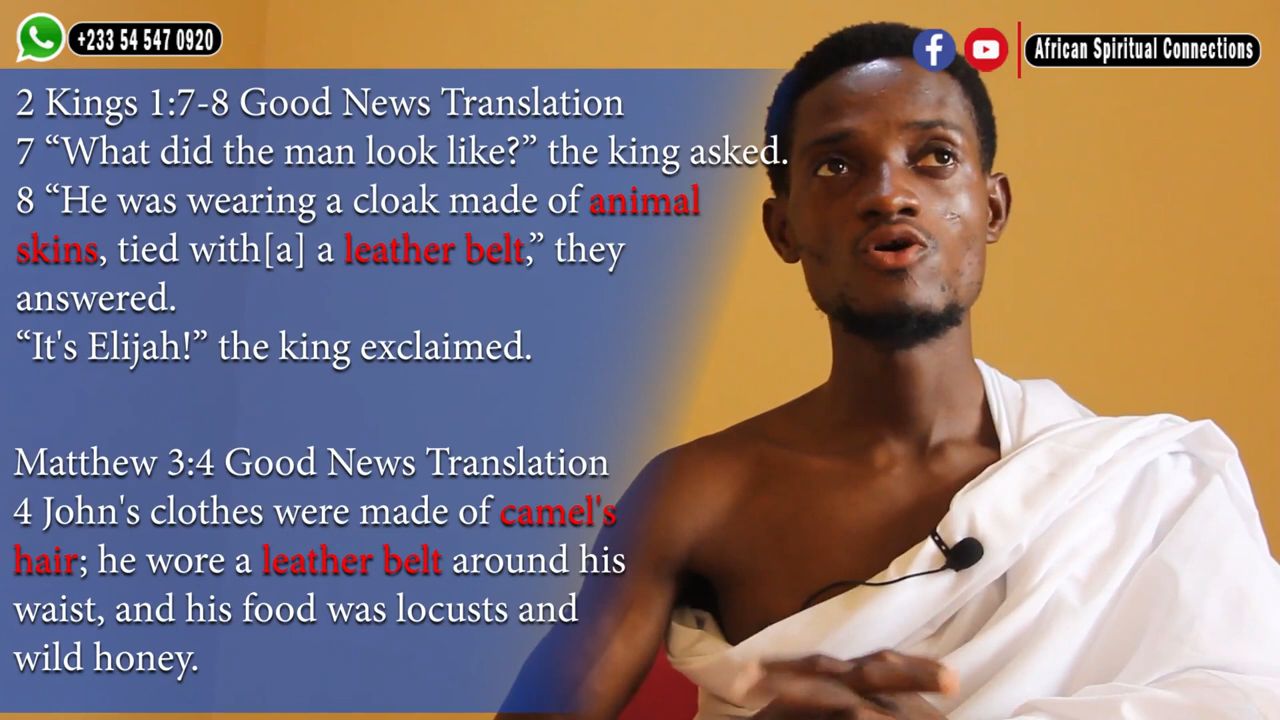 +233 54 547 0920
African Spiritual Connections
2 Kings 1:7-8 Good News Translation
7 “What did the man look like?” the king asked.
8 “He was wearing a cloak made of animal
skins, tied with[a] a leather belt,” they
answered.
“It's Elijah!” the king exclaimed.
Matthew 3:4 Good News Translation
4 John's clothes were made of camel's
hair; he wore a leather belt around his
waist, and his food was locusts and
wild honey.